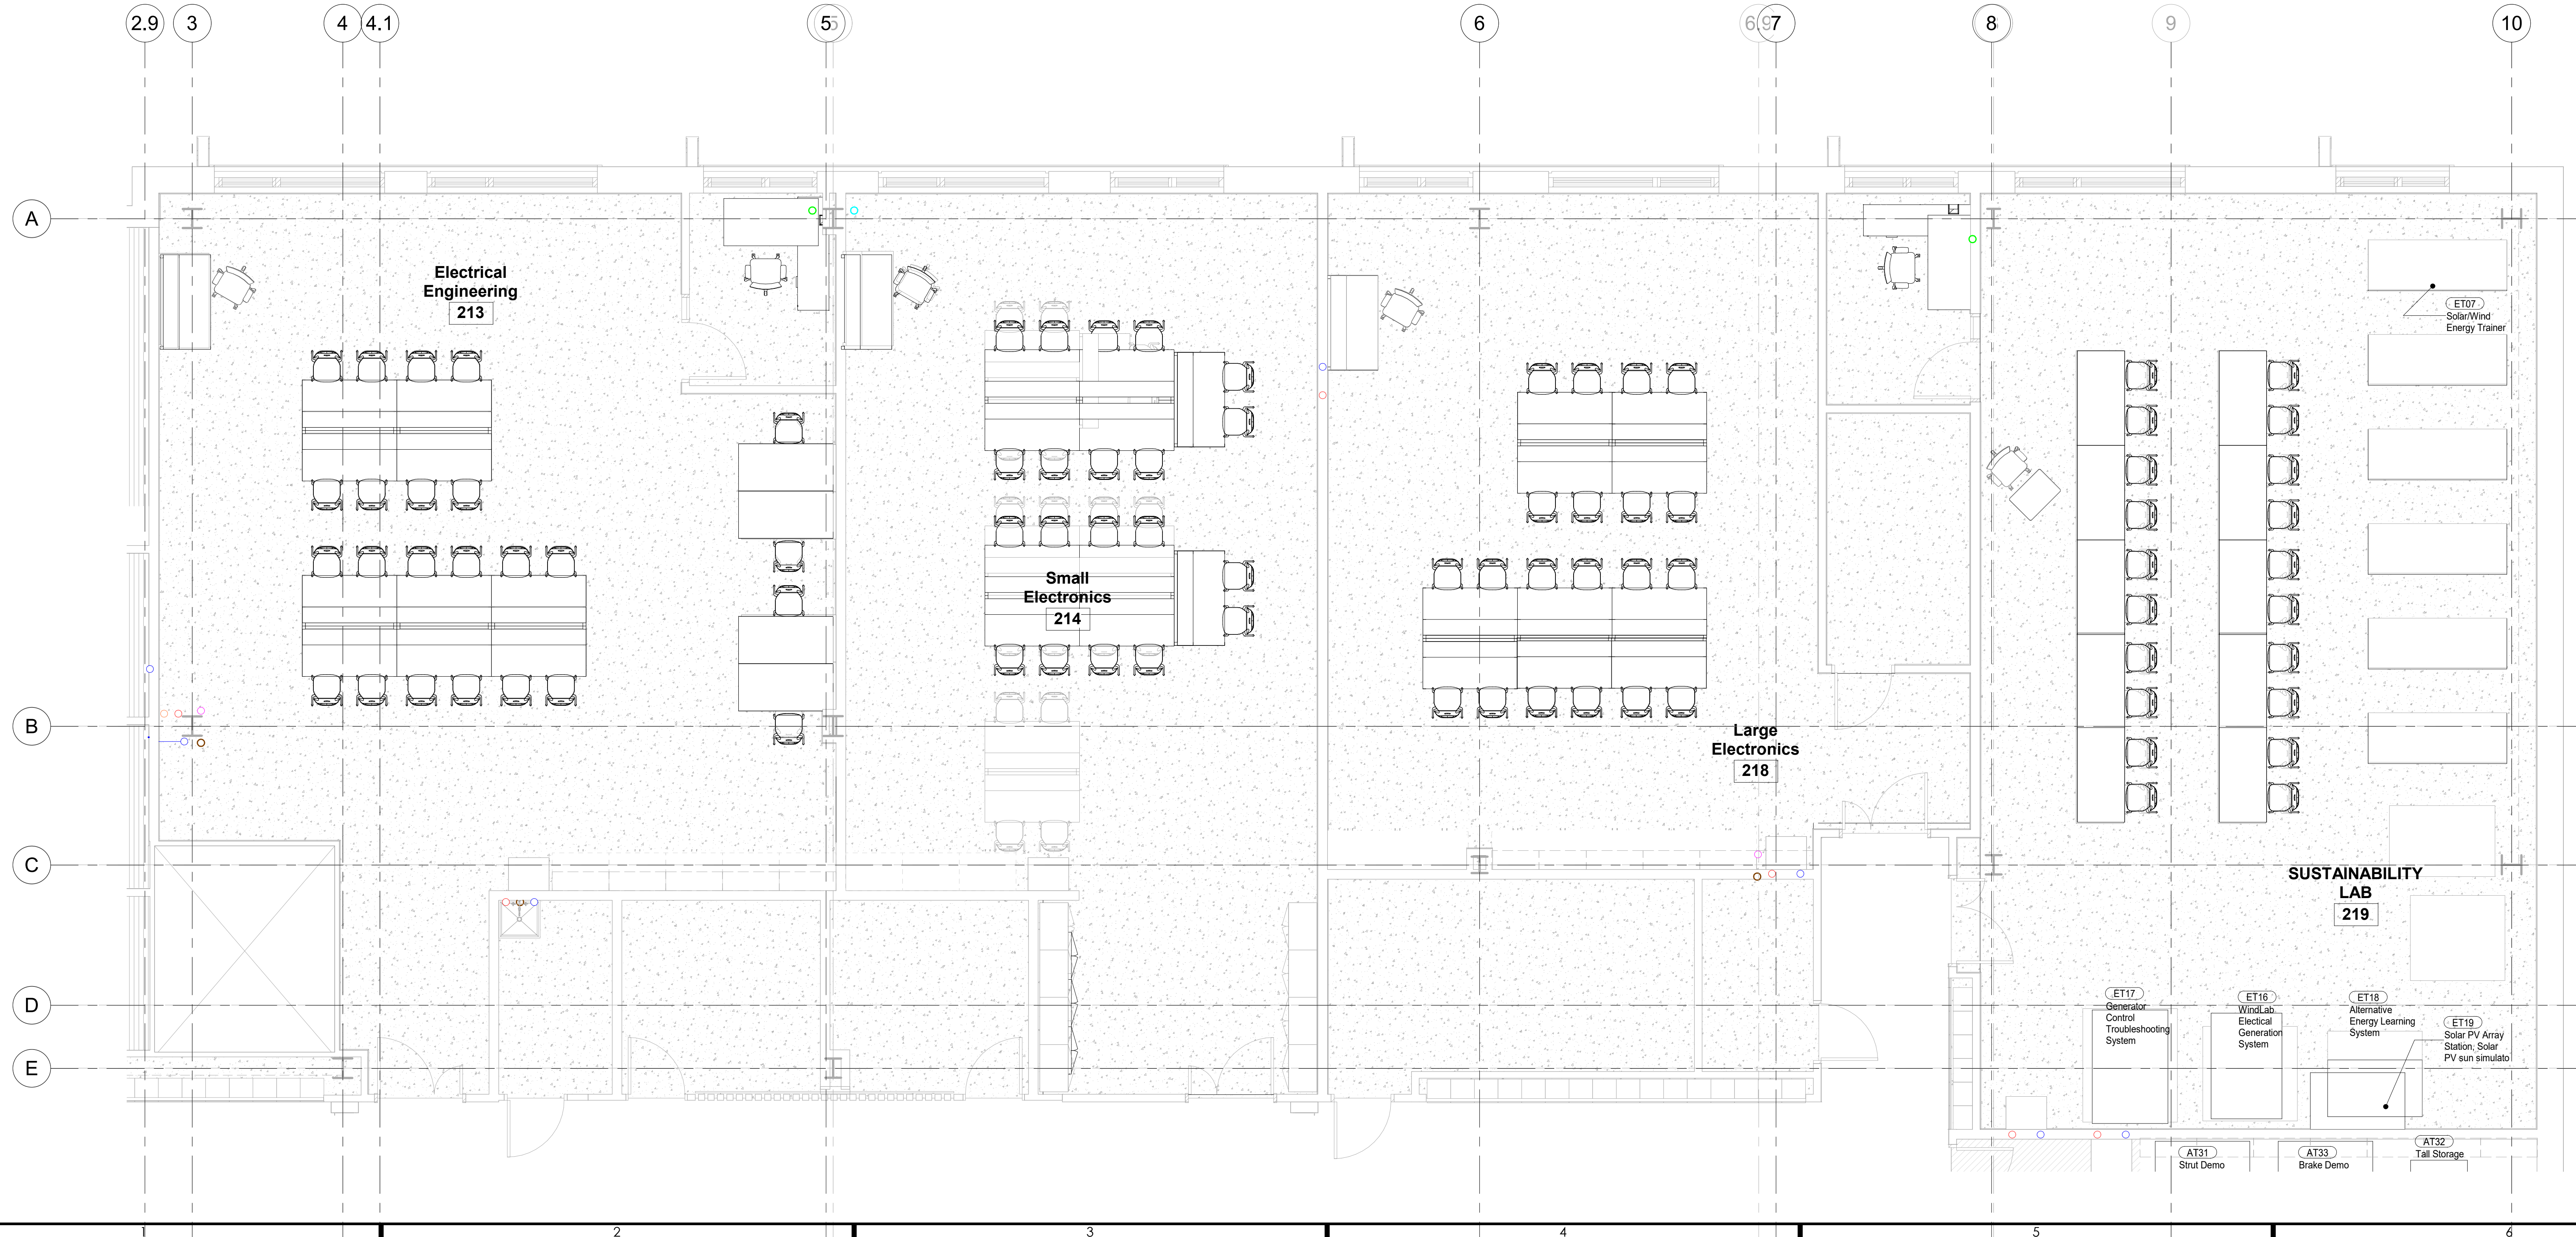 2.9
3
4
4.1
5
5
6
6.9
7
8
9
10
A
B
C
D
E
Electrical
Engineering
213
Small
Electronics
214
Large
Electronics
218
SUSTAINABILITY
LAB
219
ET07
Solar/Wind
Energy Trainer
ET17
Generator
Control
Troubleshooting
System
ET16
WindLab
Electical
Generation
System
ET18
Alternative
Energy Learning
System
ET19
Solar PV Array
Station, Solar
PV sun simulato
AT31
Strut Demo
AT33
Brake Demo
AT32
Tall Storage
1
2
3
4
5
6